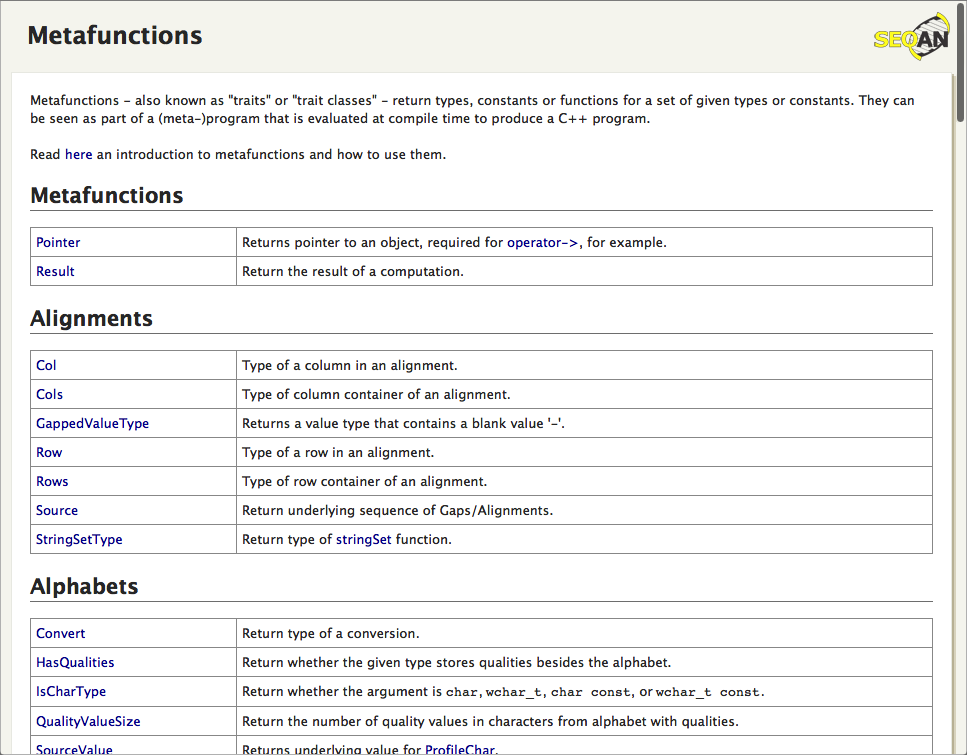 Metafunctions
SEQAN
Metafunctions – also known as "traits" or "trait classes" – return types, constants or functions for a set of given types or constants. They can
be seen as part of a (meta-)program that is evaluated at compile time to produce a C++ program.
Read here an introduction to metafunctions and how to use them.
Metafunctions
Pointer Returns pointer to an object, required for operator->, for example.
Result Return the result of a computation.
Alignments
Col Type of a column in an alignment.
Cols Type of column container of an alignment.
GappedValueType Returns a value type that contains a blank value '-'.
Row Type of a row in an alignment.
Rows Type of row container of an alignment.
Source Return underlying sequence of Gaps/Alignments.
StringSetType Return type of stringSet function.
Alphabets
Convert Return type of a conversion.
HasQualities Return whether the given type stores qualities besides the alphabet.
IsCharType Return whether the argument is char, wchar_t, char const, or wchar_t const.
QualityValueSize Return the number of quality values in characters from alphabet with qualities.
SourceValue Returns underlying value for ProfileChar.